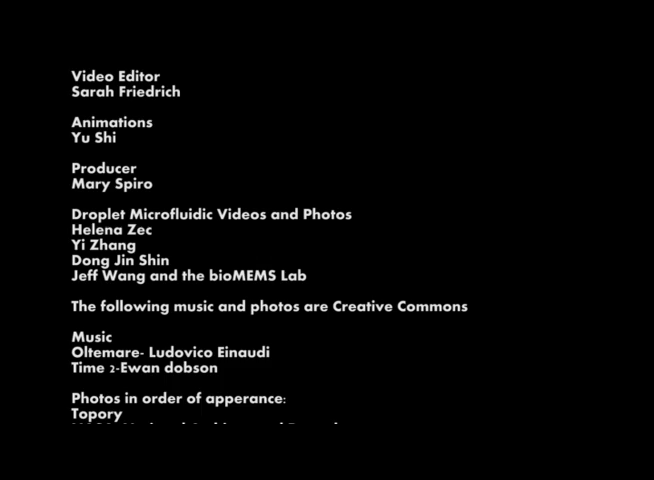 Video Editor
Sarah Friedrich
Animations
Yu Shi
Producer
Mary Spiro
Droplet Microfluidic Videos and Photos
Helena Zec
Yi Zhang
Dong Jin Shin
Jeff Wang and the bioMEMS Lab
The following music and photos are Creative Commons
Music
Oltemare- Ludovico Einaudi
Time 2-Ewan dobson
Photos in order of apperance:
Topory